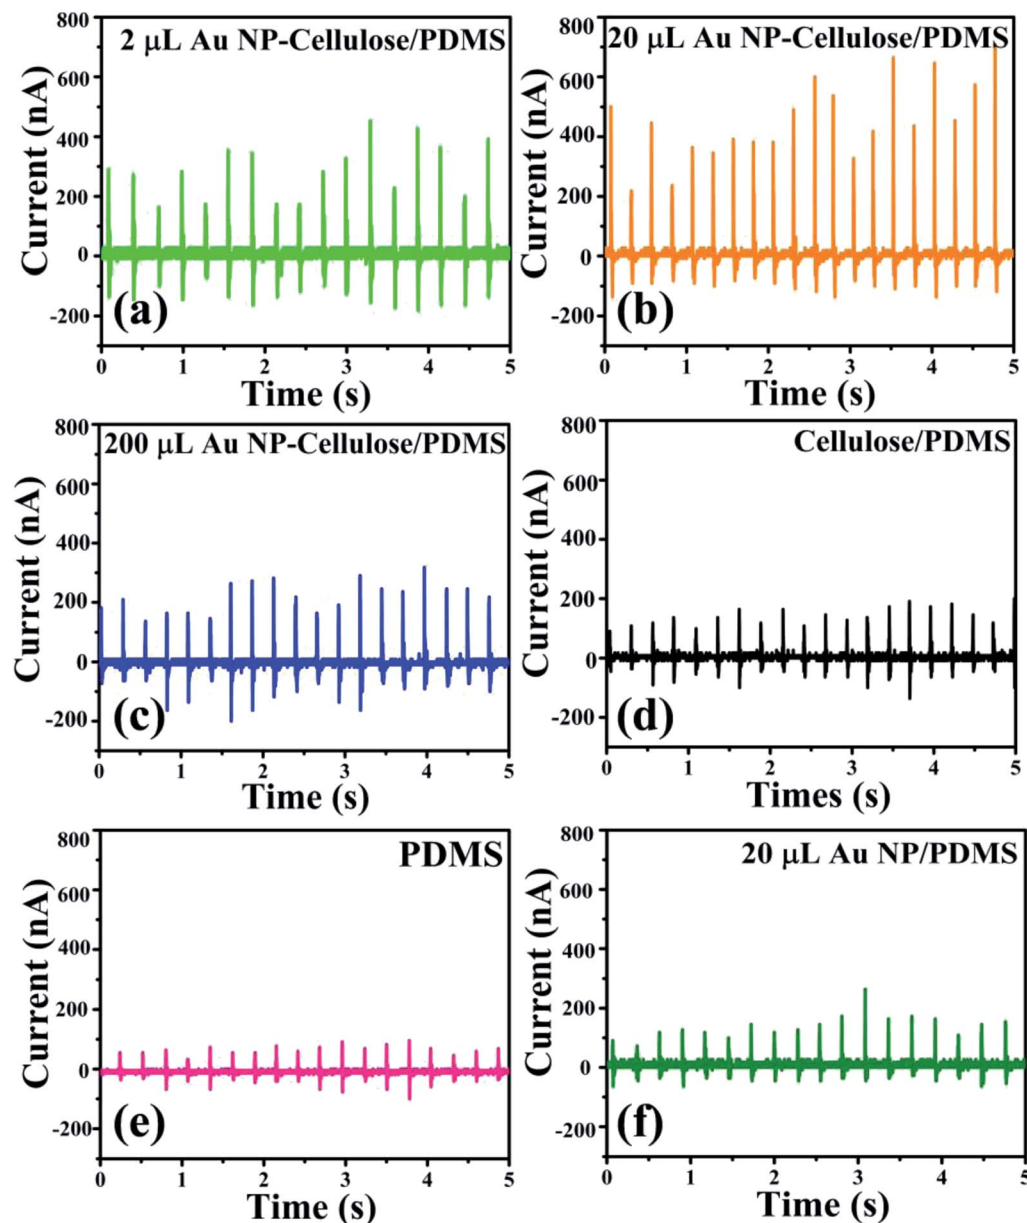 2 μL Au NP-Cellulose/PDMS
800
600
400
200
0
-200
Current (nA)
(a)
0 1 2 3 4 5
Time (s)
20 μL Au NP-Cellulose/PDMS
800
600
400
200
0
-200
Current (nA)
(b)
0 1 2 3 4 5
Time (s)
200 μL Au NP-Cellulose/PDMS
800
600
400
200
0
-200
Current (nA)
(c)
0 1 2 3 4 5
Time (s)
Cellulose/PDMS
800
600
400
200
0
-200
Current (nA)
(d)
0 1 2 3 4 5
Times (s)
PDMS
800
600
400
200
0
-200
Current (nA)
(e)
0 1 2 3 4 5
Time (s)
20 μL Au NP/PDMS
800
600
400
200
0
-200
Current (nA)
(f)
0 1 2 3 4 5
Time (s)